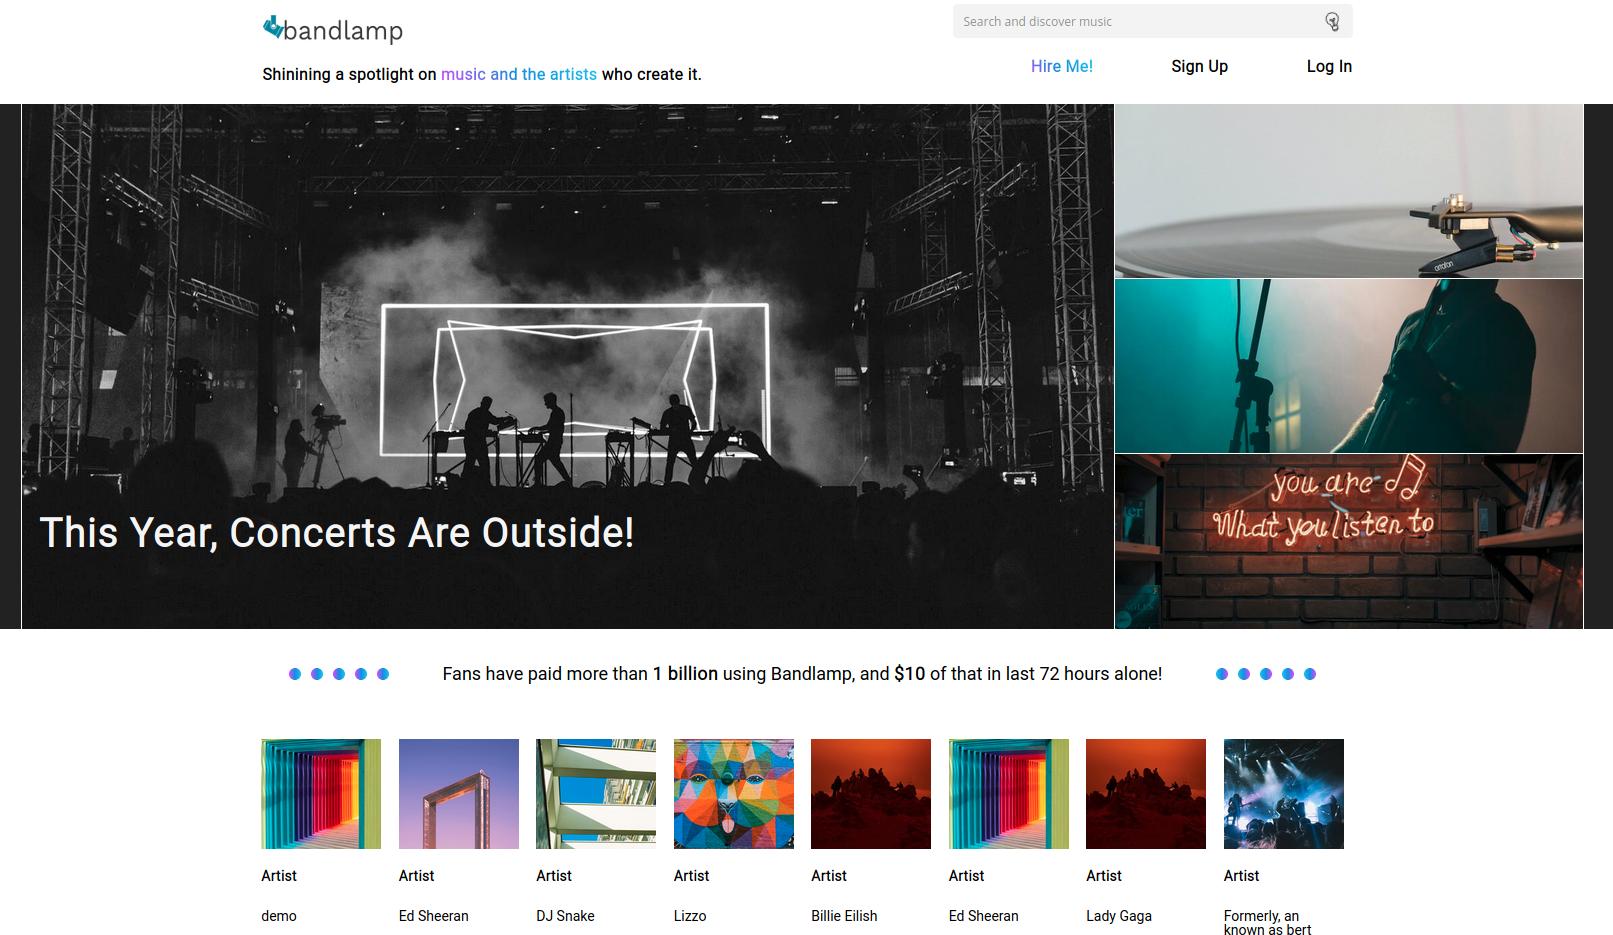 bandlamp
Search and discover music
Shinining a spotlight on music and the artists who create it.
Hire Me!
Sign Up
Log In
ortofon
you are
What you listen to
This Year, Concerts Are Outside!
Fans have paid more than 1 billion using Bandlamp, and $10 of that in last 72 hours alone!
Artist
Artist
Artist
Artist
Artist
Artist
Artist
Artist
demo
Ed Sheeran
DJ Snake
Lizzo
Billie Eilish
Ed Sheeran
Lady Gaga
Formerly, an
known as bert